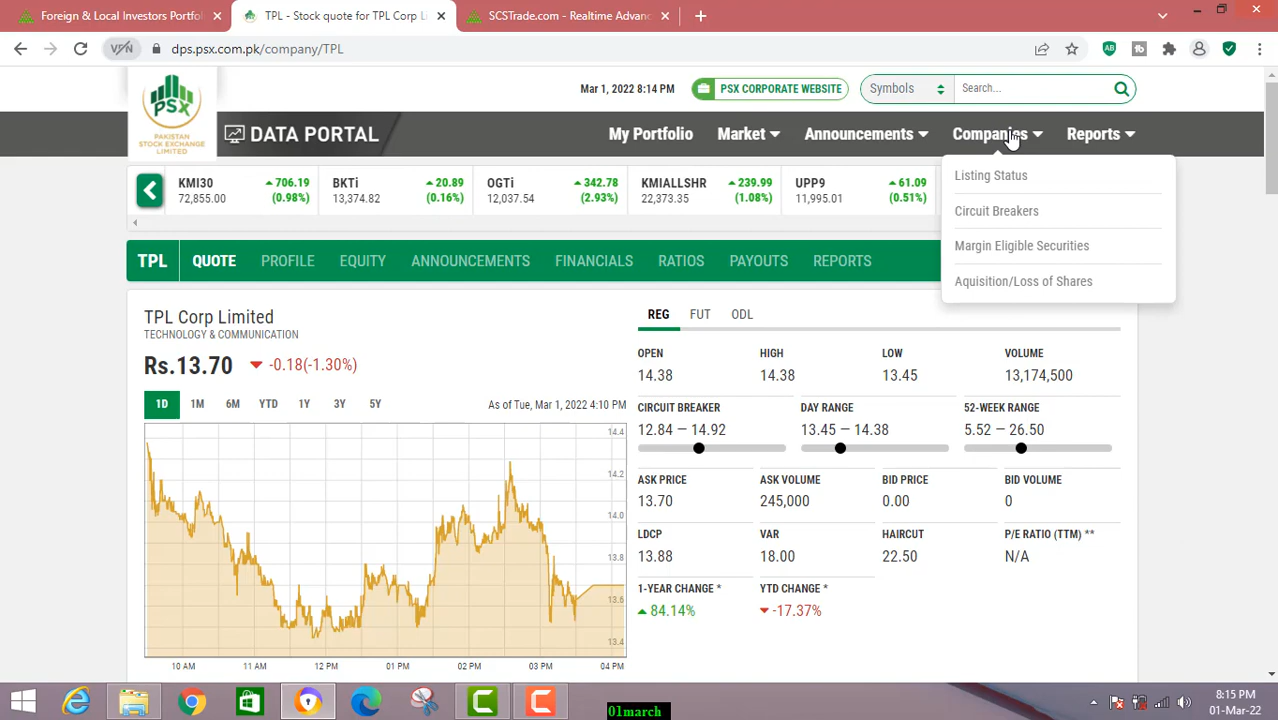 Foreign & Local Investors Portfo
TPL - Stock quote for TPL Corp Li
SCSTrade.com - Realtime Advanc
VPN
dps.psx.com.pk/company/TPL
PSX
PAKISTAN
STOCK EXCHANGE
LIMITED
Mar 1, 2022 8:14 PM
PSX CORPORATE WEBSITE
Symbols
Search...
DATA PORTAL
My Portfolio
Market
Announcements
Companies
Reports
Listing Status
Circuit Breakers
Margin Eligible Securities
Aquisition/Loss of Shares
KMI30 706.19
72,855.00 (0.98%)
BKTi 20.89
13,374.82 (0.16%)
OGTi 342.78
12,037.54 (2.93%)
KMIALLSHR 239.99
22,373.35 (1.08%)
UPP9 61.09
11,995.01 (0.51%)
TPL QUOTE PROFILE EQUITY ANNOUNCEMENTS FINANCIALS RATIOS PAYOUTS REPORTS
TPL Corp Limited
TECHNOLOGY & COMMUNICATION
Rs.13.70 -0.18(-1.30%)
1D 1M 6M YTD 1Y 3Y 5Y
As of Tue, Mar 1, 2022 4:10 PM
14.4
14.2
14.0
13.8
13.6
13.4
10 AM 11 AM 12 PM 01 PM 02 PM 03 PM 04 PM
REG FUT ODL
OPEN HIGH LOW VOLUME
14.38 14.38 13.45 13,174,500
CIRCUIT BREAKER DAY RANGE 52-WEEK RANGE
12.84 — 14.92 13.45 — 14.38 5.52 — 26.50
ASK PRICE ASK VOLUME BID PRICE BID VOLUME
13.70 245,000 0.00 0
LDCP VAR HAIRCUT P/E RATIO (TTM) **
13.88 18.00 22.50 N/A
1-YEAR CHANGE * YTD CHANGE *
84.14% -17.37%
01march
8:15 PM
01-Mar-22